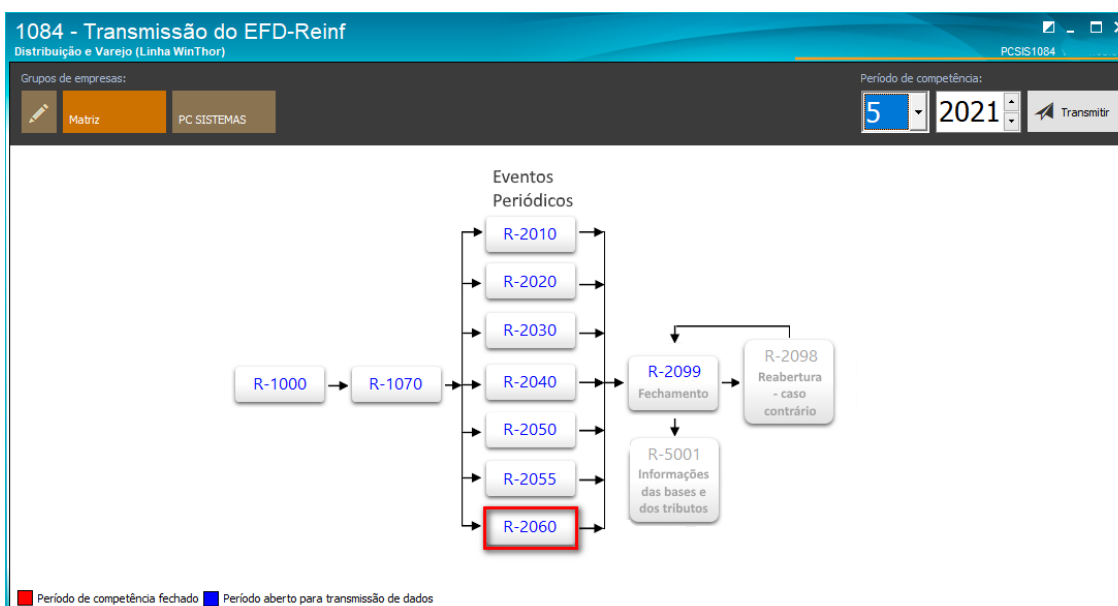 1084 - Transmissão do EFD-Reinf
Distribuição e Varejo (Linha WinThor)
PCSIS1084
Grupos de empresas:
Matriz
PC SISTEMAS
Período de competência:
5
2021
Transmitir
Eventos
Periódicos
R-2010
R-2020
R-2030
R-1000
R-1070
R-2040
R-2050
R-2055
R-2060
R-2099
Fechamento
R-2098
Reabertura
- caso
contrário
R-5001
Informações
das bases e
dos tributos
Período de competência fechado
Período aberto para transmissão de dados